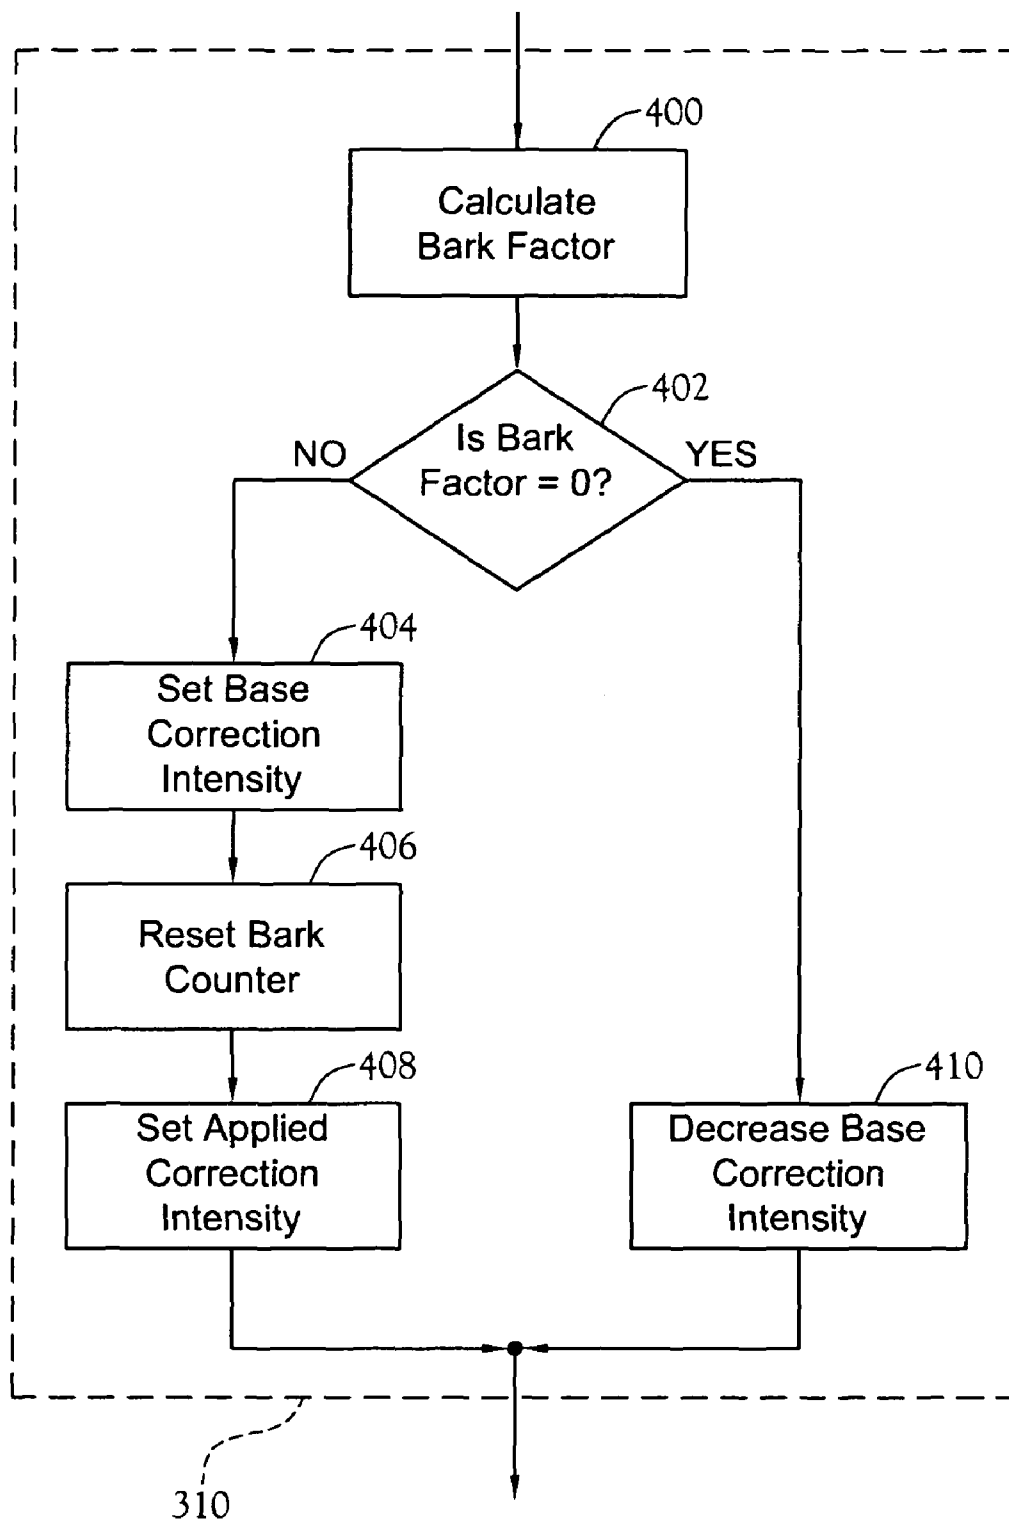 400
Calculate
Bark Factor
402
Is Bark
Factor = 0?
NO
YES
404
Set Base
Correction
Intensity
406
Reset Bark
Counter
408
Set Applied
Correction
Intensity
410
Decrease Base
Correction
Intensity
310